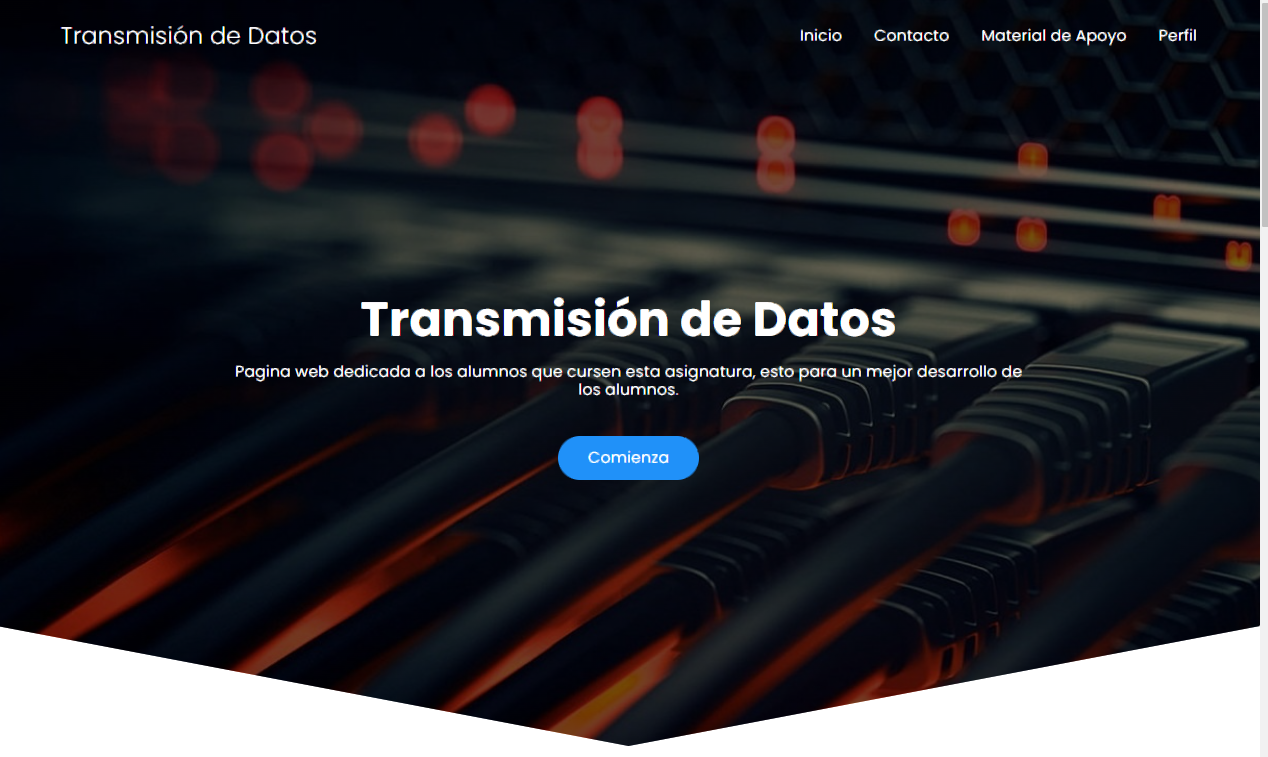 Transmisión de Datos
Inicio Contacto Material de Apoyo Perfil
Transmisión de Datos
Pagina web dedicada a los alumnos que cursen esta asignatura, esto para un mejor desarrollo de
los alumnos.
Comienza